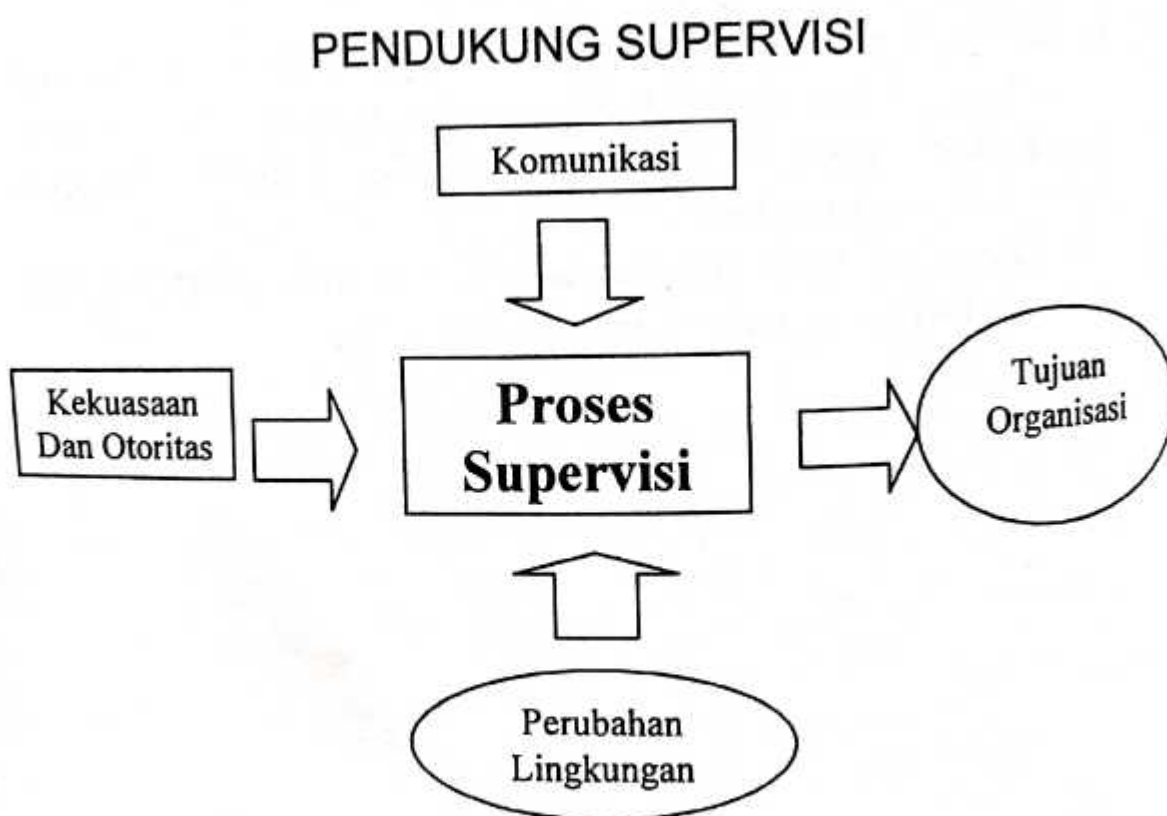 PENDUKUNG SUPERVISI
Komunikasi
Kekuasaan
Dan Otoritas
Proses
Supervisi
Tujuan
Organisasi
Perubahan
Lingkungan